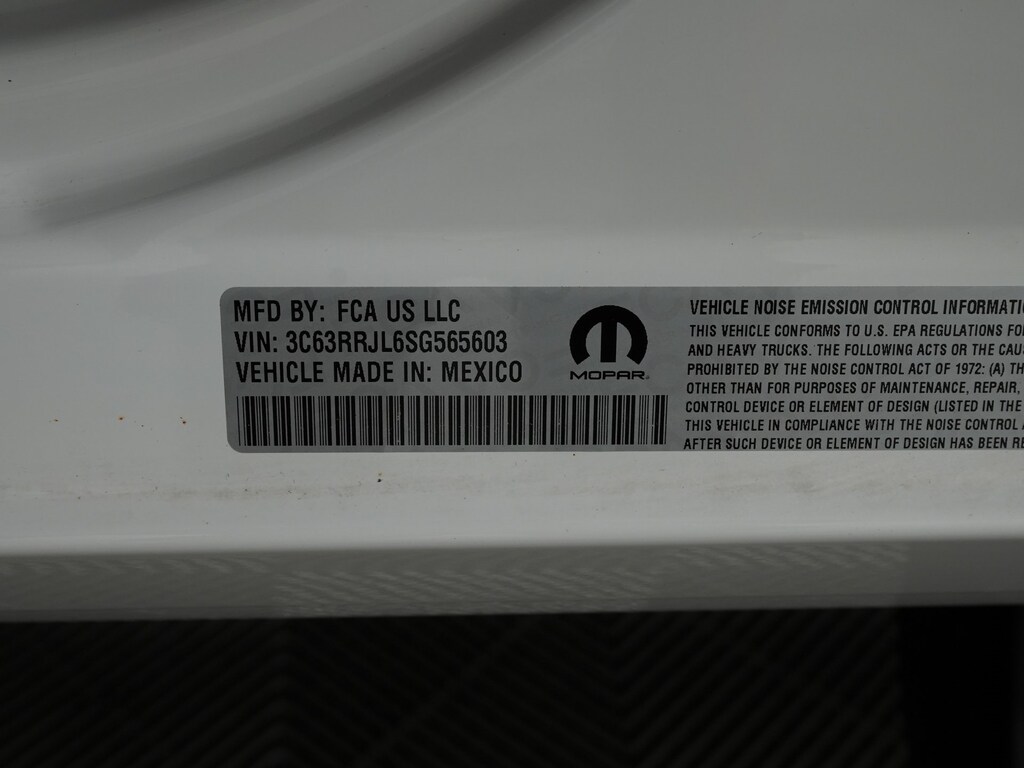 MFD BY: FCA US LLC
VIN: 3C63RRJL6SG565603
VEHICLE MADE IN: MEXICO
MOPAR
VEHICLE NOISE EMISSION CONTROL
THIS VEHICLE CONFORMS TO U.S. EPA REGULATIONS
AND HEAVY TRUCKS. THE FOLLOWING ACTS OR THE
PROHIBITED BY THE NOISE CONTROL ACT OF 1972: (A)
OTHER THAN FOR PURPOSES OF MAINTENANCE, REPAIR,
CONTROL DEVICE OR ELEMENT OF DESIGN (LISTED IN THE
THIS VEHICLE IN COMPLIANCE WITH THE NOISE CONTROL
AFTER SUCH DEVICE OR ELEMENT OF DESIGN HAS BEEN